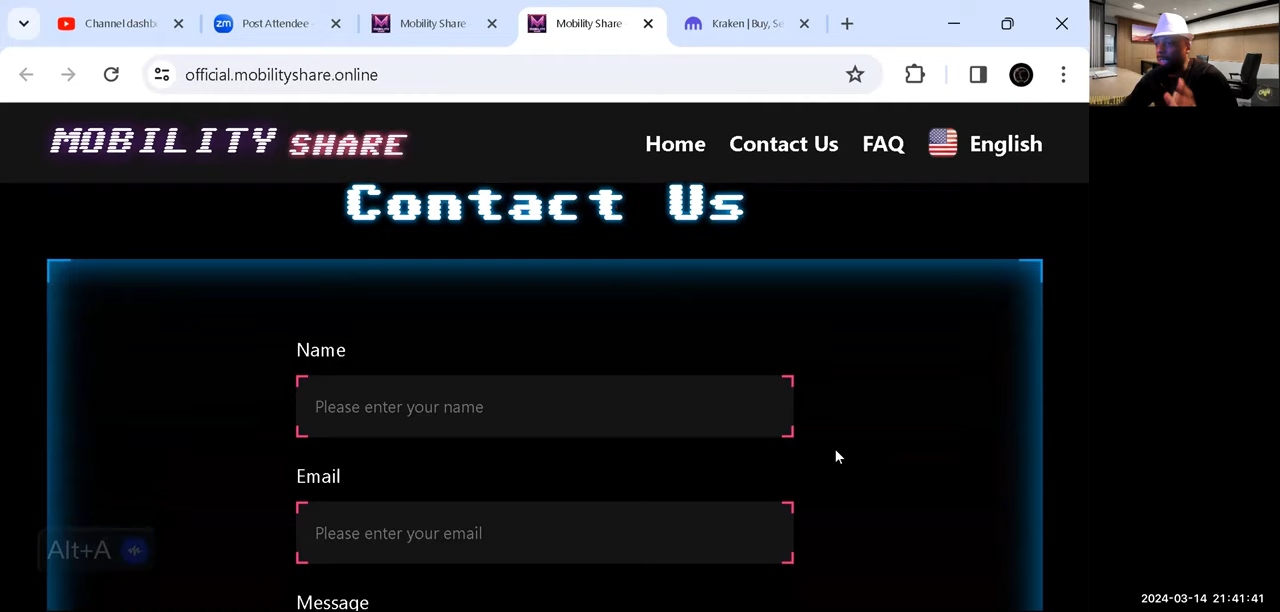 Channel dashb
zm Post Attendee -
Mobility Share
Mobility Share
Kraken | Buy, Se
official.mobilityshare.online
MOBILITY SHARE
Home
Contact Us
FAQ
English
Contact Us
Name
Please enter your name
Email
Please enter your email
Message
Alt+A
2024-03-14 21:41:41